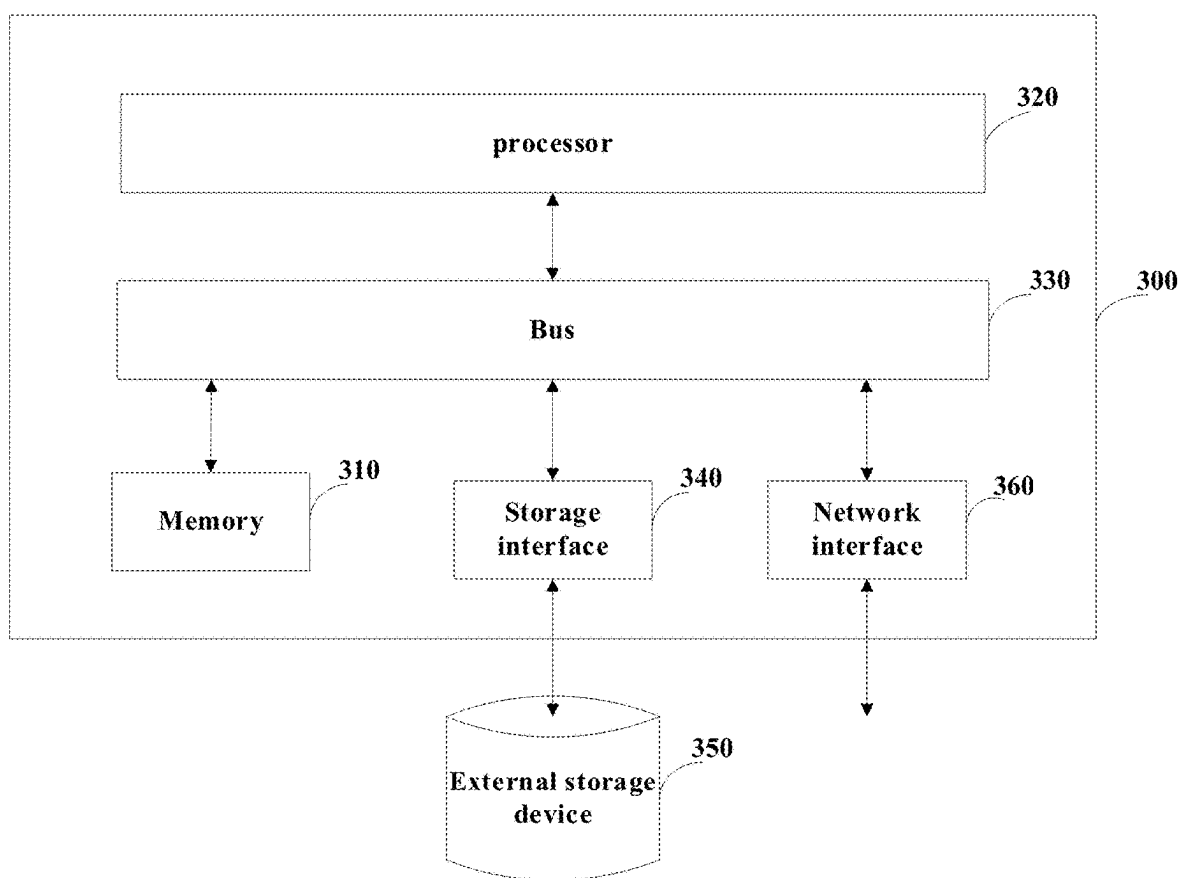 320
processor
330
300
Bus
310
340
360
Memory
Storage
interface
Network
interface
350
External storage
device